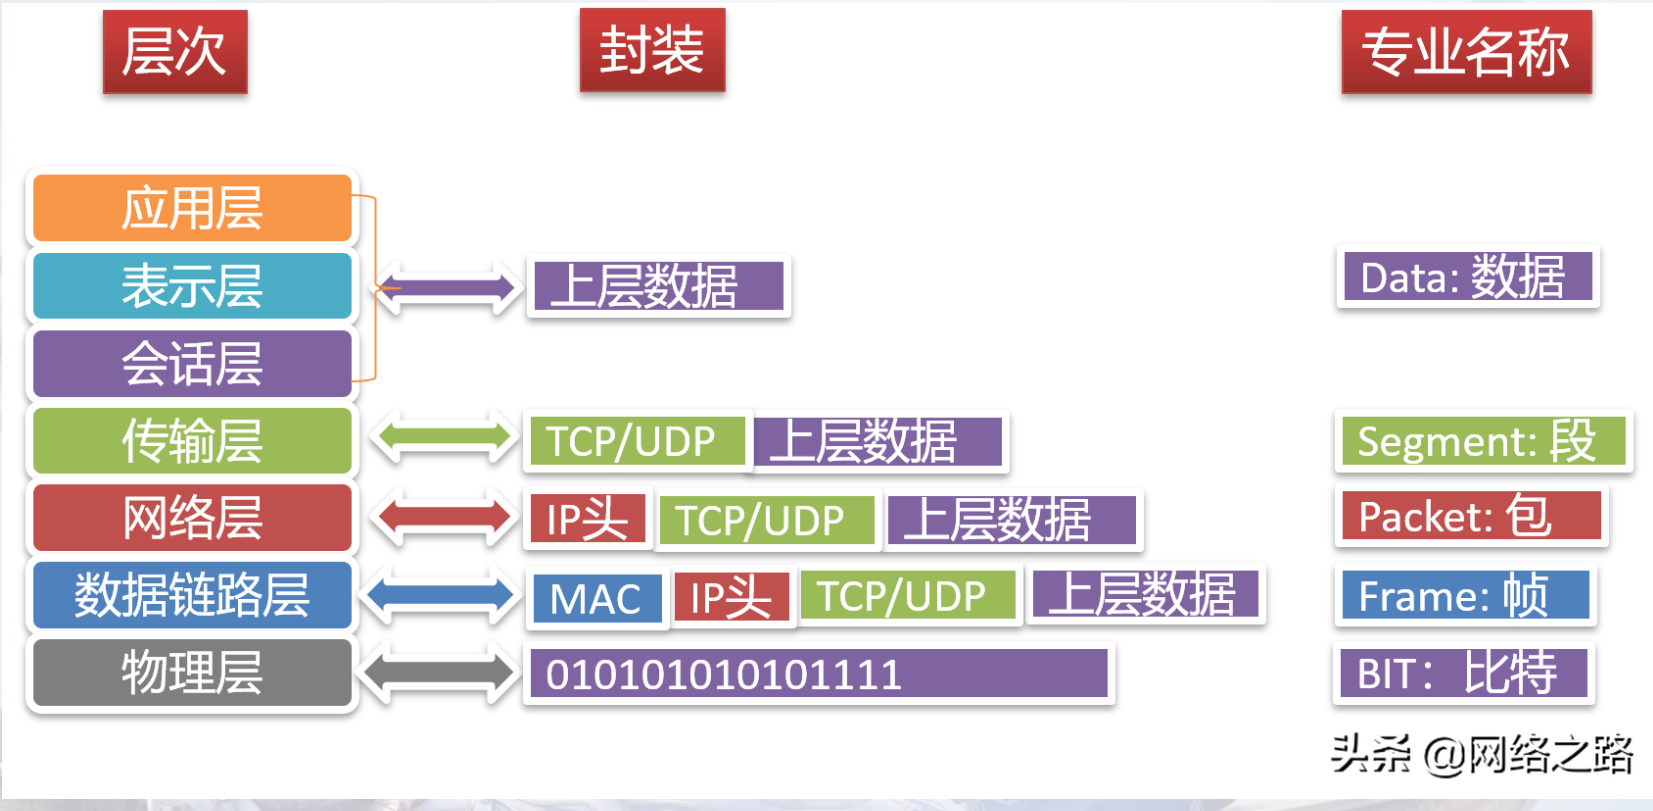 层次 封装 专业名称
应用层
表示层 上层数据 Data: 数据
会话层
传输层 TCP/UDP 上层数据 Segment: 段
网络层 IP头 TCP/UDP 上层数据 Packet: 包
数据链路层 MAC IP头 TCP/UDP 上层数据 Frame: 帧
物理层 010101010101111 BIT：比特
头条 @网络之路